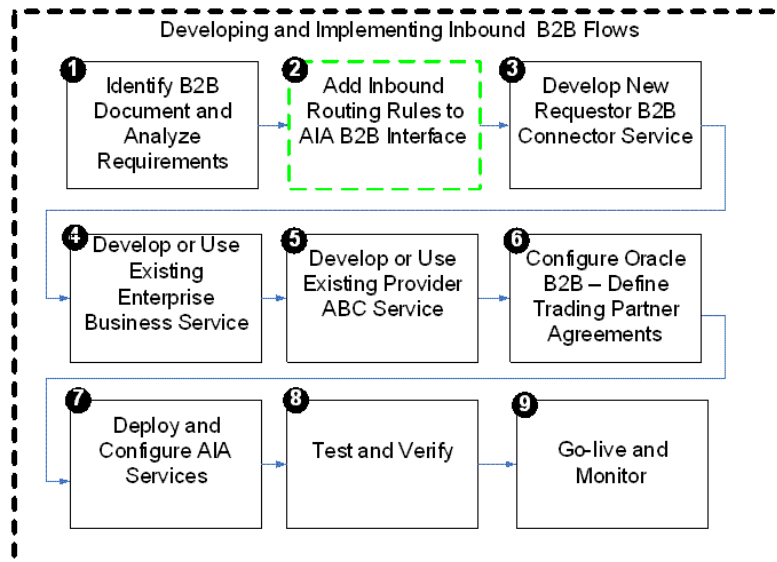 Developing and Implementing Inbound B2B Flows
1
Identify B2B
Document and
Analyze
Requirements
2
Add Inbound
Routing Rules to
AIA B2B Interface
3
Develop New
Requestor B2B
Connector Service
4
Develop or Use
Existing
Enterprise
Business Service
5
Develop or Use
Existing Provider
ABC Service
6
Configure Oracle
B2B – Define
Trading Partner
Agreements
7
Deploy and
Configure AIA
Services
8
Test and Verify
9
Go-live and
Monitor